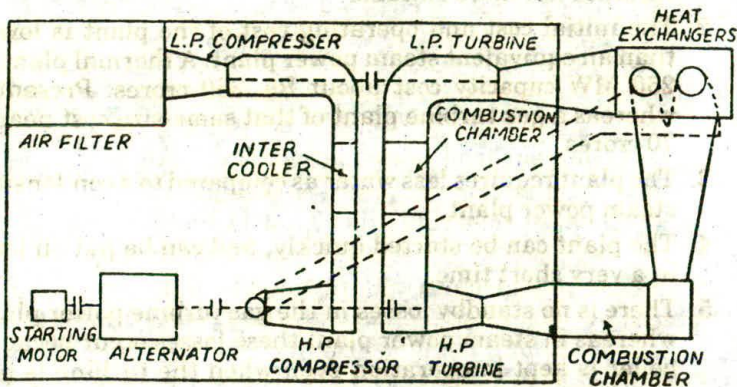 HEAT
EXCHANGERS
L.P. COMPRESSER
L.P. TURBINE
AIR FILTER
INTER
COOLER
COMBUSTION
CHAMBER
STARTING
MOTOR
ALTERNATOR
H.P
COMPRESSOR
H.P
TURBINE
COMBUSTION
CHAMBER